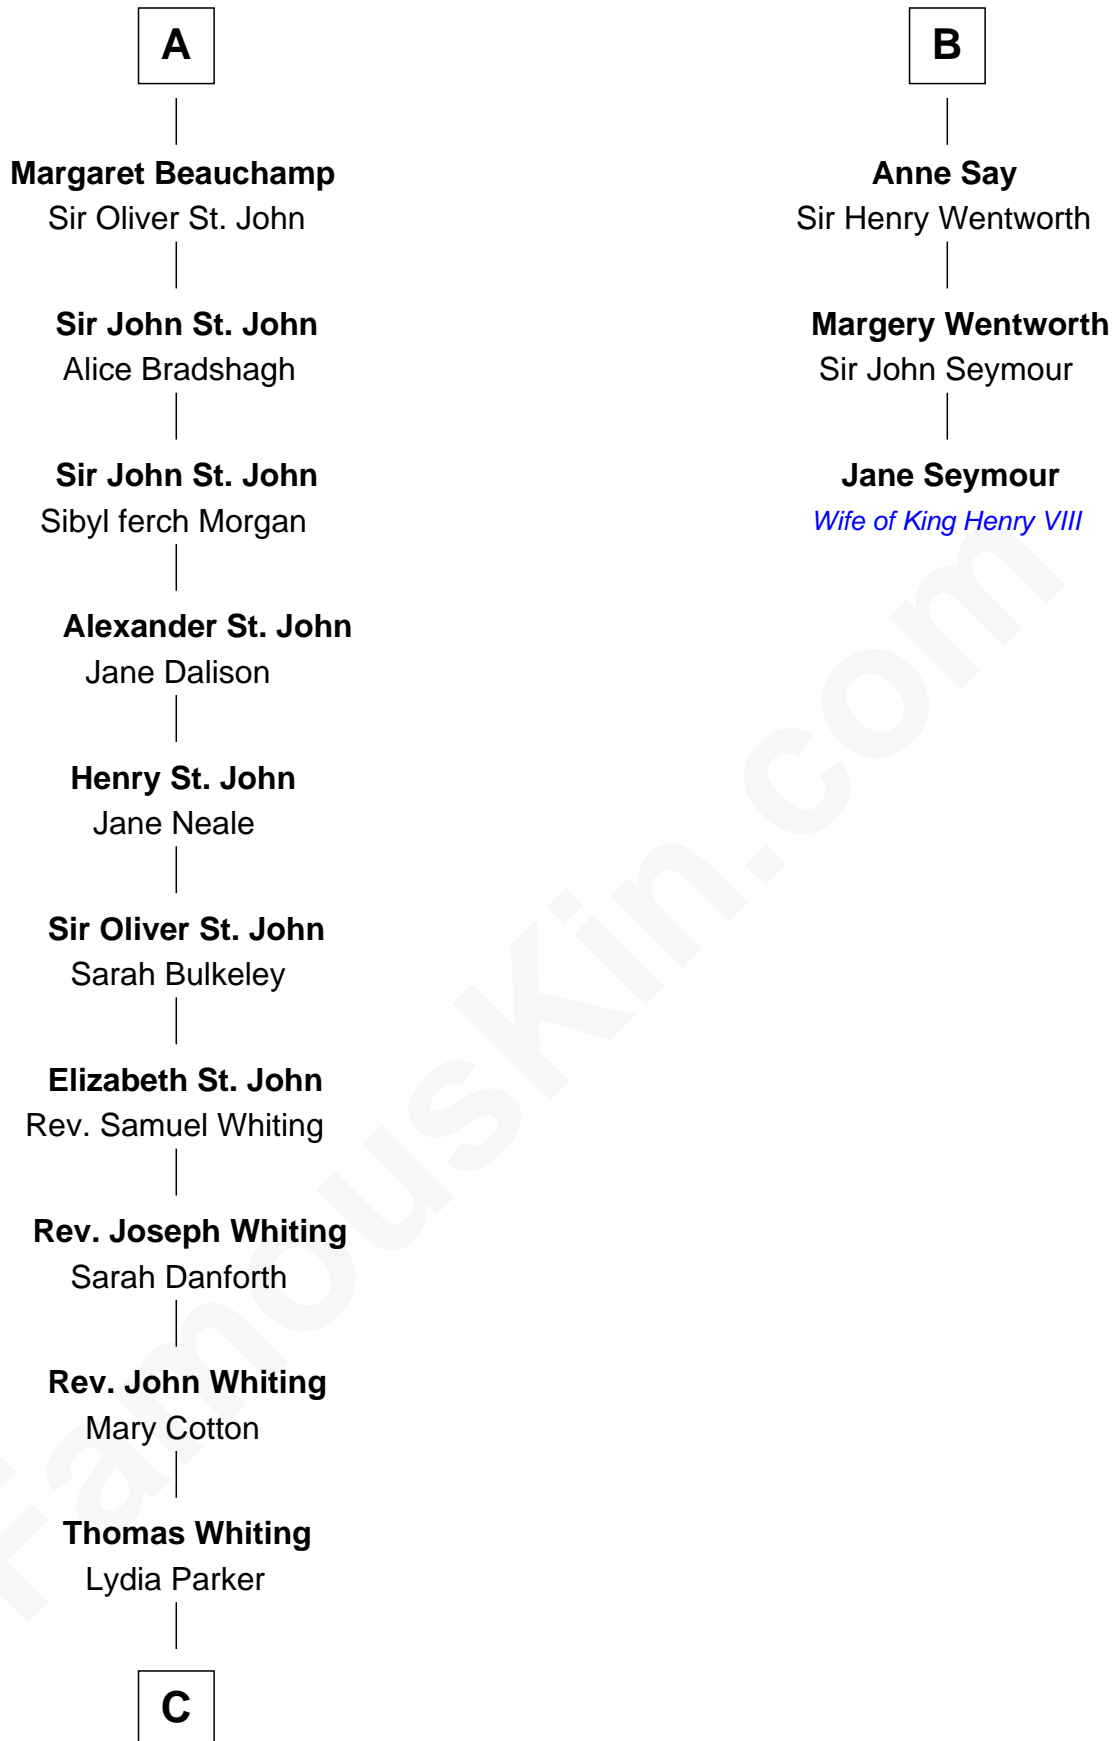 A
Margaret Beauchamp
Sir Oliver St. John
Sir John St. John
Alice Bradshagh
Sir John St. John
Sibyl ferch Morgan
Alexander St. John
Jane Dalison
Henry St. John
Jane Neale
Sir Oliver St. John
Sarah Bulkeley
Elizabeth St. John
Rev. Samuel Whiting
Rev. Joseph Whiting
Sarah Danforth
Rev. John Whiting
Mary Cotton
Thomas Whiting
Lydia Parker
C
B
Anne Say
Sir Henry Wentworth
Margery Wentworth
Sir John Seymour
Jane Seymour
Wife of King Henry VIII
FamousKin.com